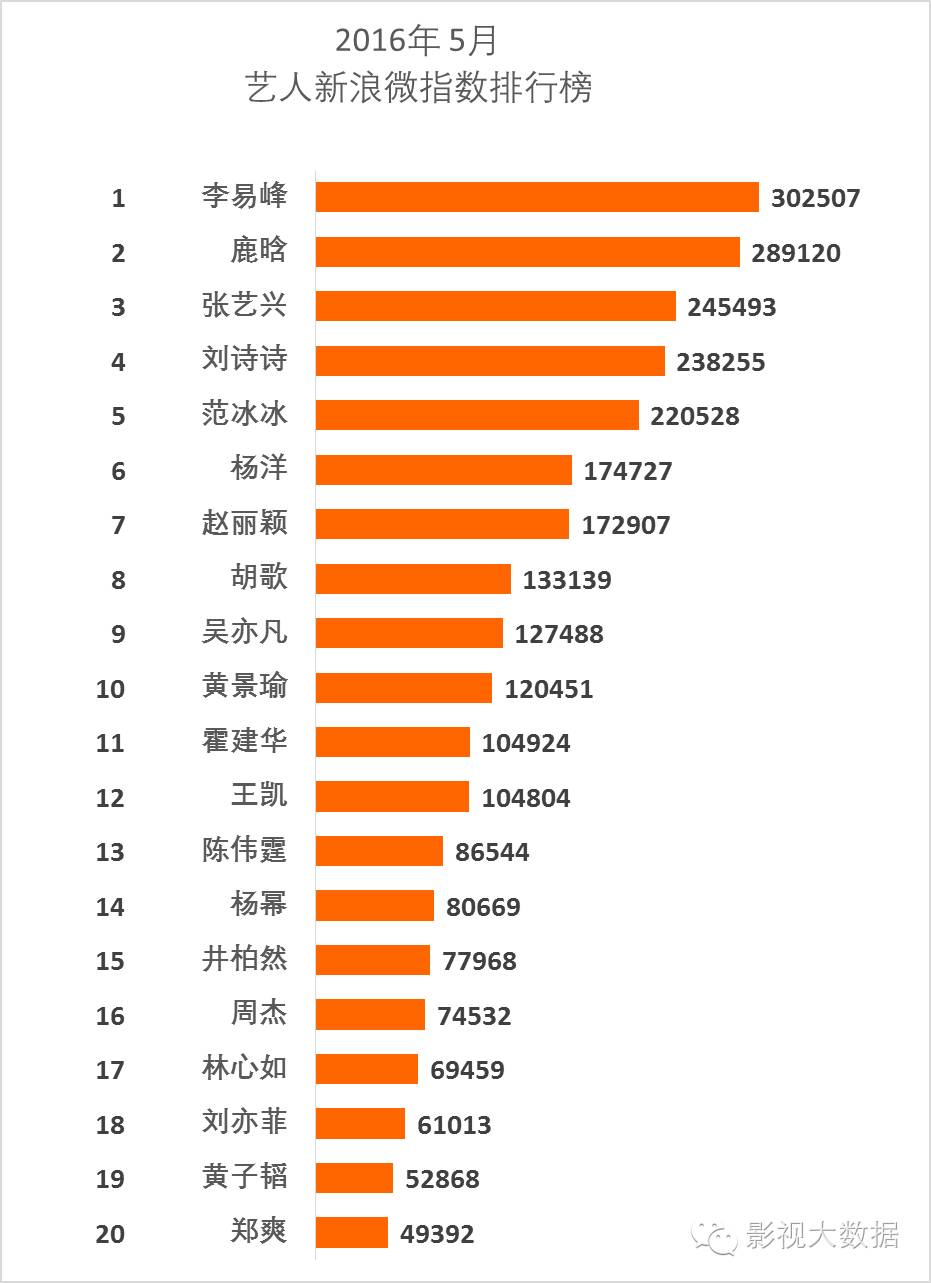 2016年 5月
艺人新浪微指数排行榜
1 李易峰 302507
2 鹿晗 289120
3 张艺兴 245493
4 刘诗诗 238255
5 范冰冰 220528
6 杨洋 174727
7 赵丽颖 172907
8 胡歌 133139
9 吴亦凡 127488
10 黄景瑜 120451
11 霍建华 104924
12 王凯 104804
13 陈伟霆 86544
14 杨幂 80669
15 井柏然 77968
16 周杰 74532
17 林心如 69459
18 刘亦菲 61013
19 黄子韬 52868
20 郑爽 49392
影视大数据